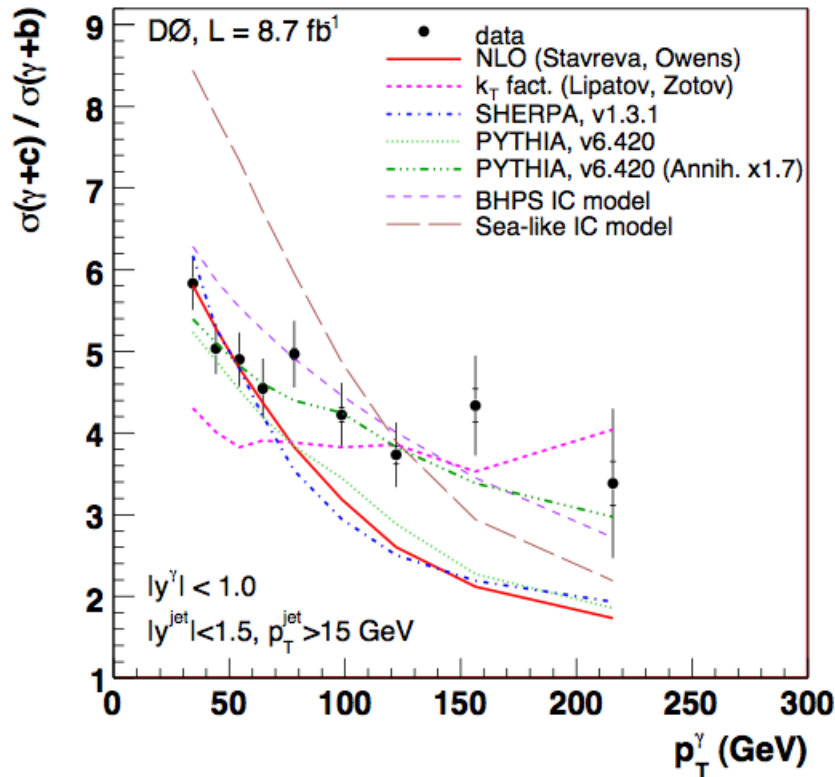 DØ, L = 8.7 fb⁻¹
data
NLO (Stavreva, Owens)
k_T fact. (Lipatov, Zotov)
SHERPA, v1.3.1
PYTHIA, v6.420
PYTHIA, v6.420 (Annih. x1.7)
BHPS IC model
Sea-like IC model
σ(γ+c) / σ(γ+b)
9
8
7
6
5
4
3
2
1
|y^γ| < 1.0
|y^jet|<1.5, p_T^jet>15 GeV
0 50 100 150 200 250 300
p_T^γ (GeV)